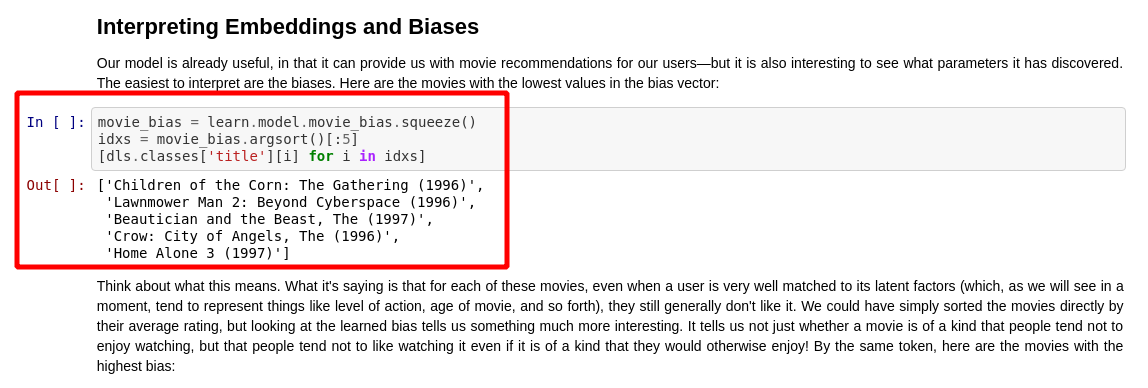 Interpreting Embeddings and Biases
Our model is already useful, in that it can provide us with movie recommendations for our users—but it is also interesting to see what parameters it has discovered.
The easiest to interpret are the biases. Here are the movies with the lowest values in the bias vector:
In [ ]: movie_bias = learn.model.movie_bias.squeeze()
idxs = movie_bias.argsort()[:5]
[dls.classes['title'][i] for i in idxs]
Out[ ]: ['Children of the Corn: The Gathering (1996)',
'Lawnmower Man 2: Beyond Cyberspace (1996)',
'Beautician and the Beast, The (1997)',
'Crow: City of Angels, The (1996)',
'Home Alone 3 (1997)']
Think about what this means. What it's saying is that for each of these movies, even when a user is very well matched to its latent factors (which, as we will see in a
moment, tend to represent things like level of action, age of movie, and so forth), they still generally don't like it. We could have simply sorted the movies directly by
their average rating, but looking at the learned bias tells us something much more interesting. It tells us not just whether a movie is of a kind that people tend not to
enjoy watching, but that people tend not to like watching it even if it is of a kind that they would otherwise enjoy! By the same token, here are the movies with the
highest bias: